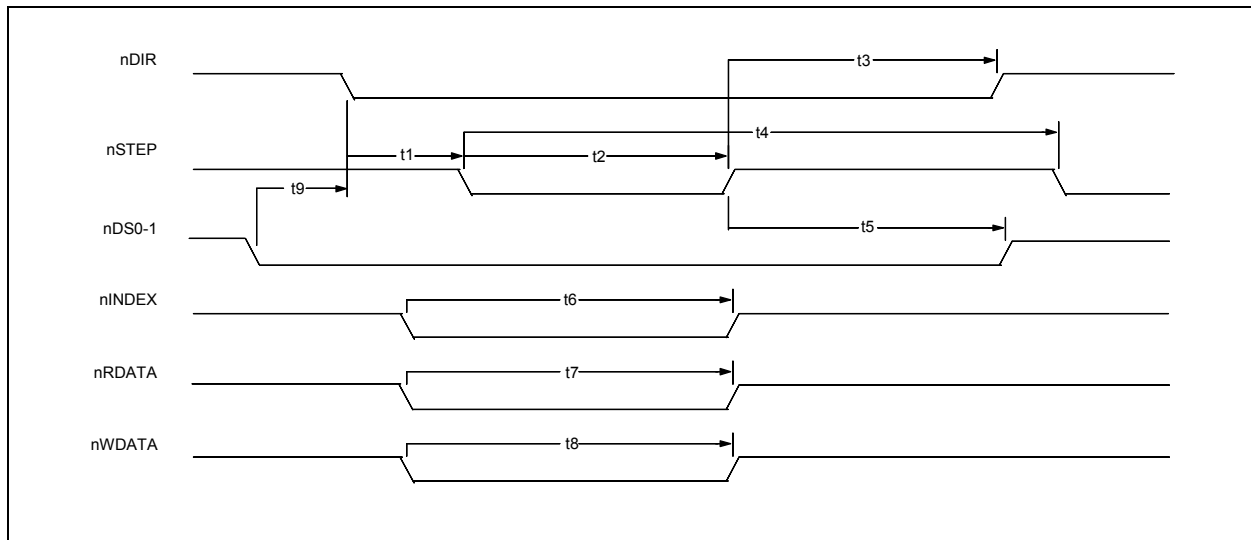 nDIR
t3
t4
nSTEP
t1
t2
t9
nDS0-1
t5
nINDEX
t6
nRDATA
t7
nWDATA
t8